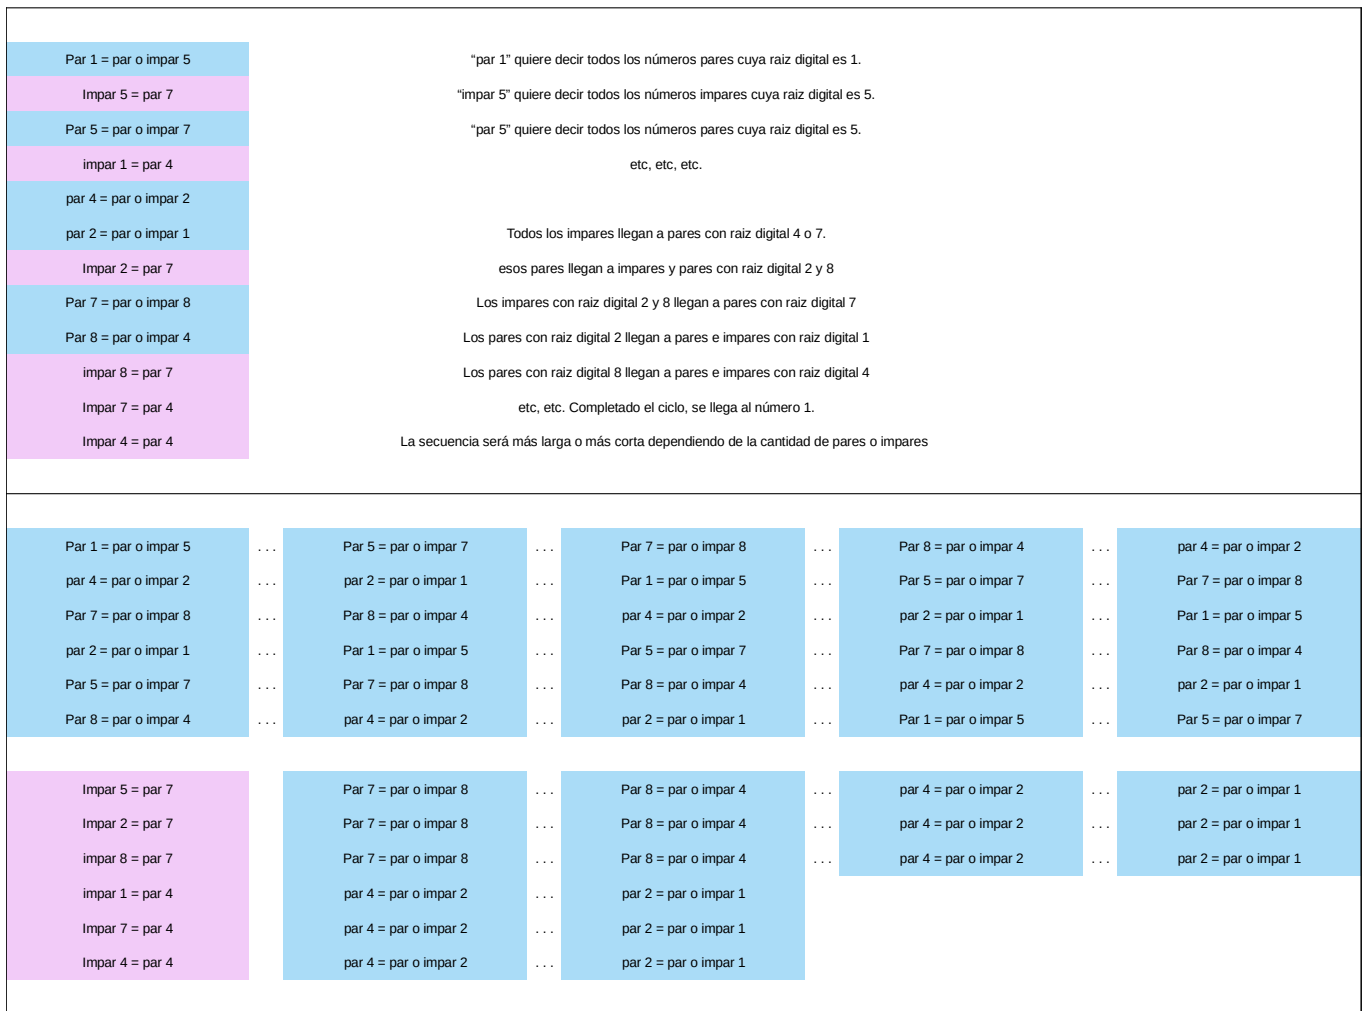 Par 1 = par o impar 5 “par 1” quiere decir todos los números pares cuya raiz digital es 1.
Impar 5 = par 7 “impar 5” quiere decir todos los números impares cuya raiz digital es 5.
Par 5 = par o impar 7 “par 5” quiere decir todos los números pares cuya raiz digital es 5.
impar 1 = par 4 etc, etc, etc.
par 4 = par o impar 2
par 2 = par o impar 1 Todos los impares llegan a pares con raiz digital 4 o 7.
Impar 2 = par 7 esos pares llegan a impares y pares con raiz digital 2 y 8
Par 7 = par o impar 8 Los impares con raiz digital 2 y 8 llegan a pares con raiz digital 7
Par 8 = par o impar 4 Los pares con raiz digital 2 llegan a pares e impares con raiz digital 1
impar 8 = par 7 Los pares con raiz digital 8 llegan a pares e impares con raiz digital 4
Impar 7 = par 4 etc, etc. Completado el ciclo, se llega al número 1.
Impar 4 = par 4 La secuencia será más larga o más corta dependiendo de la cantidad de pares o impares
Par 1 = par o impar 5 . . . Par 5 = par o impar 7 . . . Par 7 = par o impar 8 . . . Par 8 = par o impar 4 . . . par 4 = par o impar 2
par 4 = par o impar 2 . . . par 2 = par o impar 1 . . . Par 1 = par o impar 5 . . . Par 5 = par o impar 7 . . . Par 7 = par o impar 8
Par 7 = par o impar 8 . . . Par 8 = par o impar 4 . . . par 4 = par o impar 2 . . . par 2 = par o impar 1 . . . Par 1 = par o impar 5
par 2 = par o impar 1 . . . Par 1 = par o impar 5 . . . Par 5 = par o impar 7 . . . Par 7 = par o impar 8 . . . Par 8 = par o impar 4
Par 5 = par o impar 7 . . . Par 7 = par o impar 8 . . . Par 8 = par o impar 4 . . . par 4 = par o impar 2 . . . par 2 = par o impar 1
Par 8 = par o impar 4 . . . par 4 = par o impar 2 . . . par 2 = par o impar 1 . . . Par 1 = par o impar 5 . . . Par 5 = par o impar 7
Impar 5 = par 7 Par 7 = par o impar 8 . . . Par 8 = par o impar 4 . . . par 4 = par o impar 2 . . . par 2 = par o impar 1
Impar 2 = par 7 Par 7 = par o impar 8 . . . Par 8 = par o impar 4 . . . par 4 = par o impar 2 . . . par 2 = par o impar 1
impar 8 = par 7 Par 7 = par o impar 8 . . . Par 8 = par o impar 4 . . . par 4 = par o impar 2 . . . par 2 = par o impar 1
impar 1 = par 4 par 4 = par o impar 2 . . . par 2 = par o impar 1
Impar 7 = par 4 par 4 = par o impar 2 . . . par 2 = par o impar 1
Impar 4 = par 4 par 4 = par o impar 2 . . . par 2 = par o impar 1